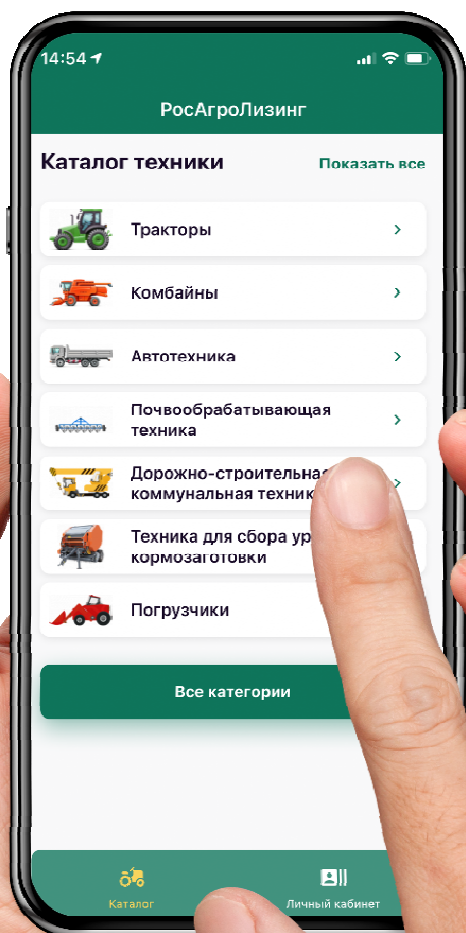 14:54
РосАгроЛизинг
Каталог техники
Показать все
Тракторы
Комбайны
Автотехника
Почвообрабатывающая
техника
Дорожно-строительная
коммунальная техник
Техника для сбора ур
кормозаготовки
Погрузчики
Все категории
Каталог
Личный кабинет